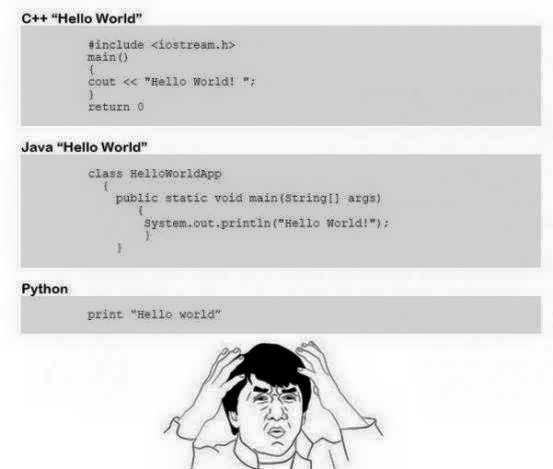 C++ “Hello World”
#include <iostream.h>
main()
{
cout << "Hello World! ";
}
return 0
Java “Hello World”
class HelloWorldApp
{
public static void main(String[] args)
{
System.out.println("Hello World!");
}
}
Python
print "Hello world"